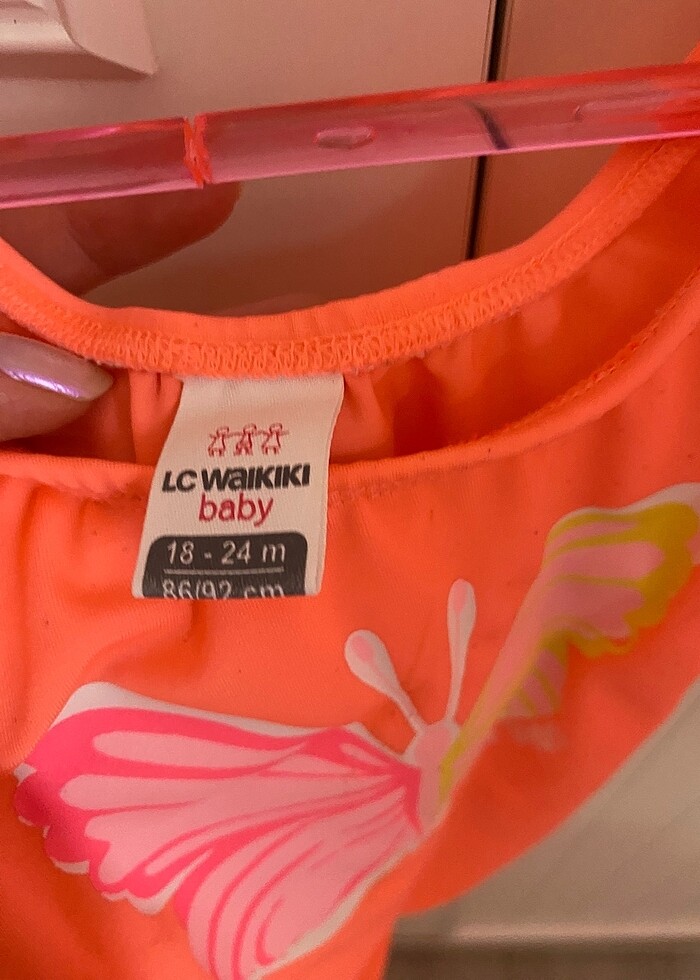 LC WAIKIKI
baby
18 - 24 m
86/92 cm